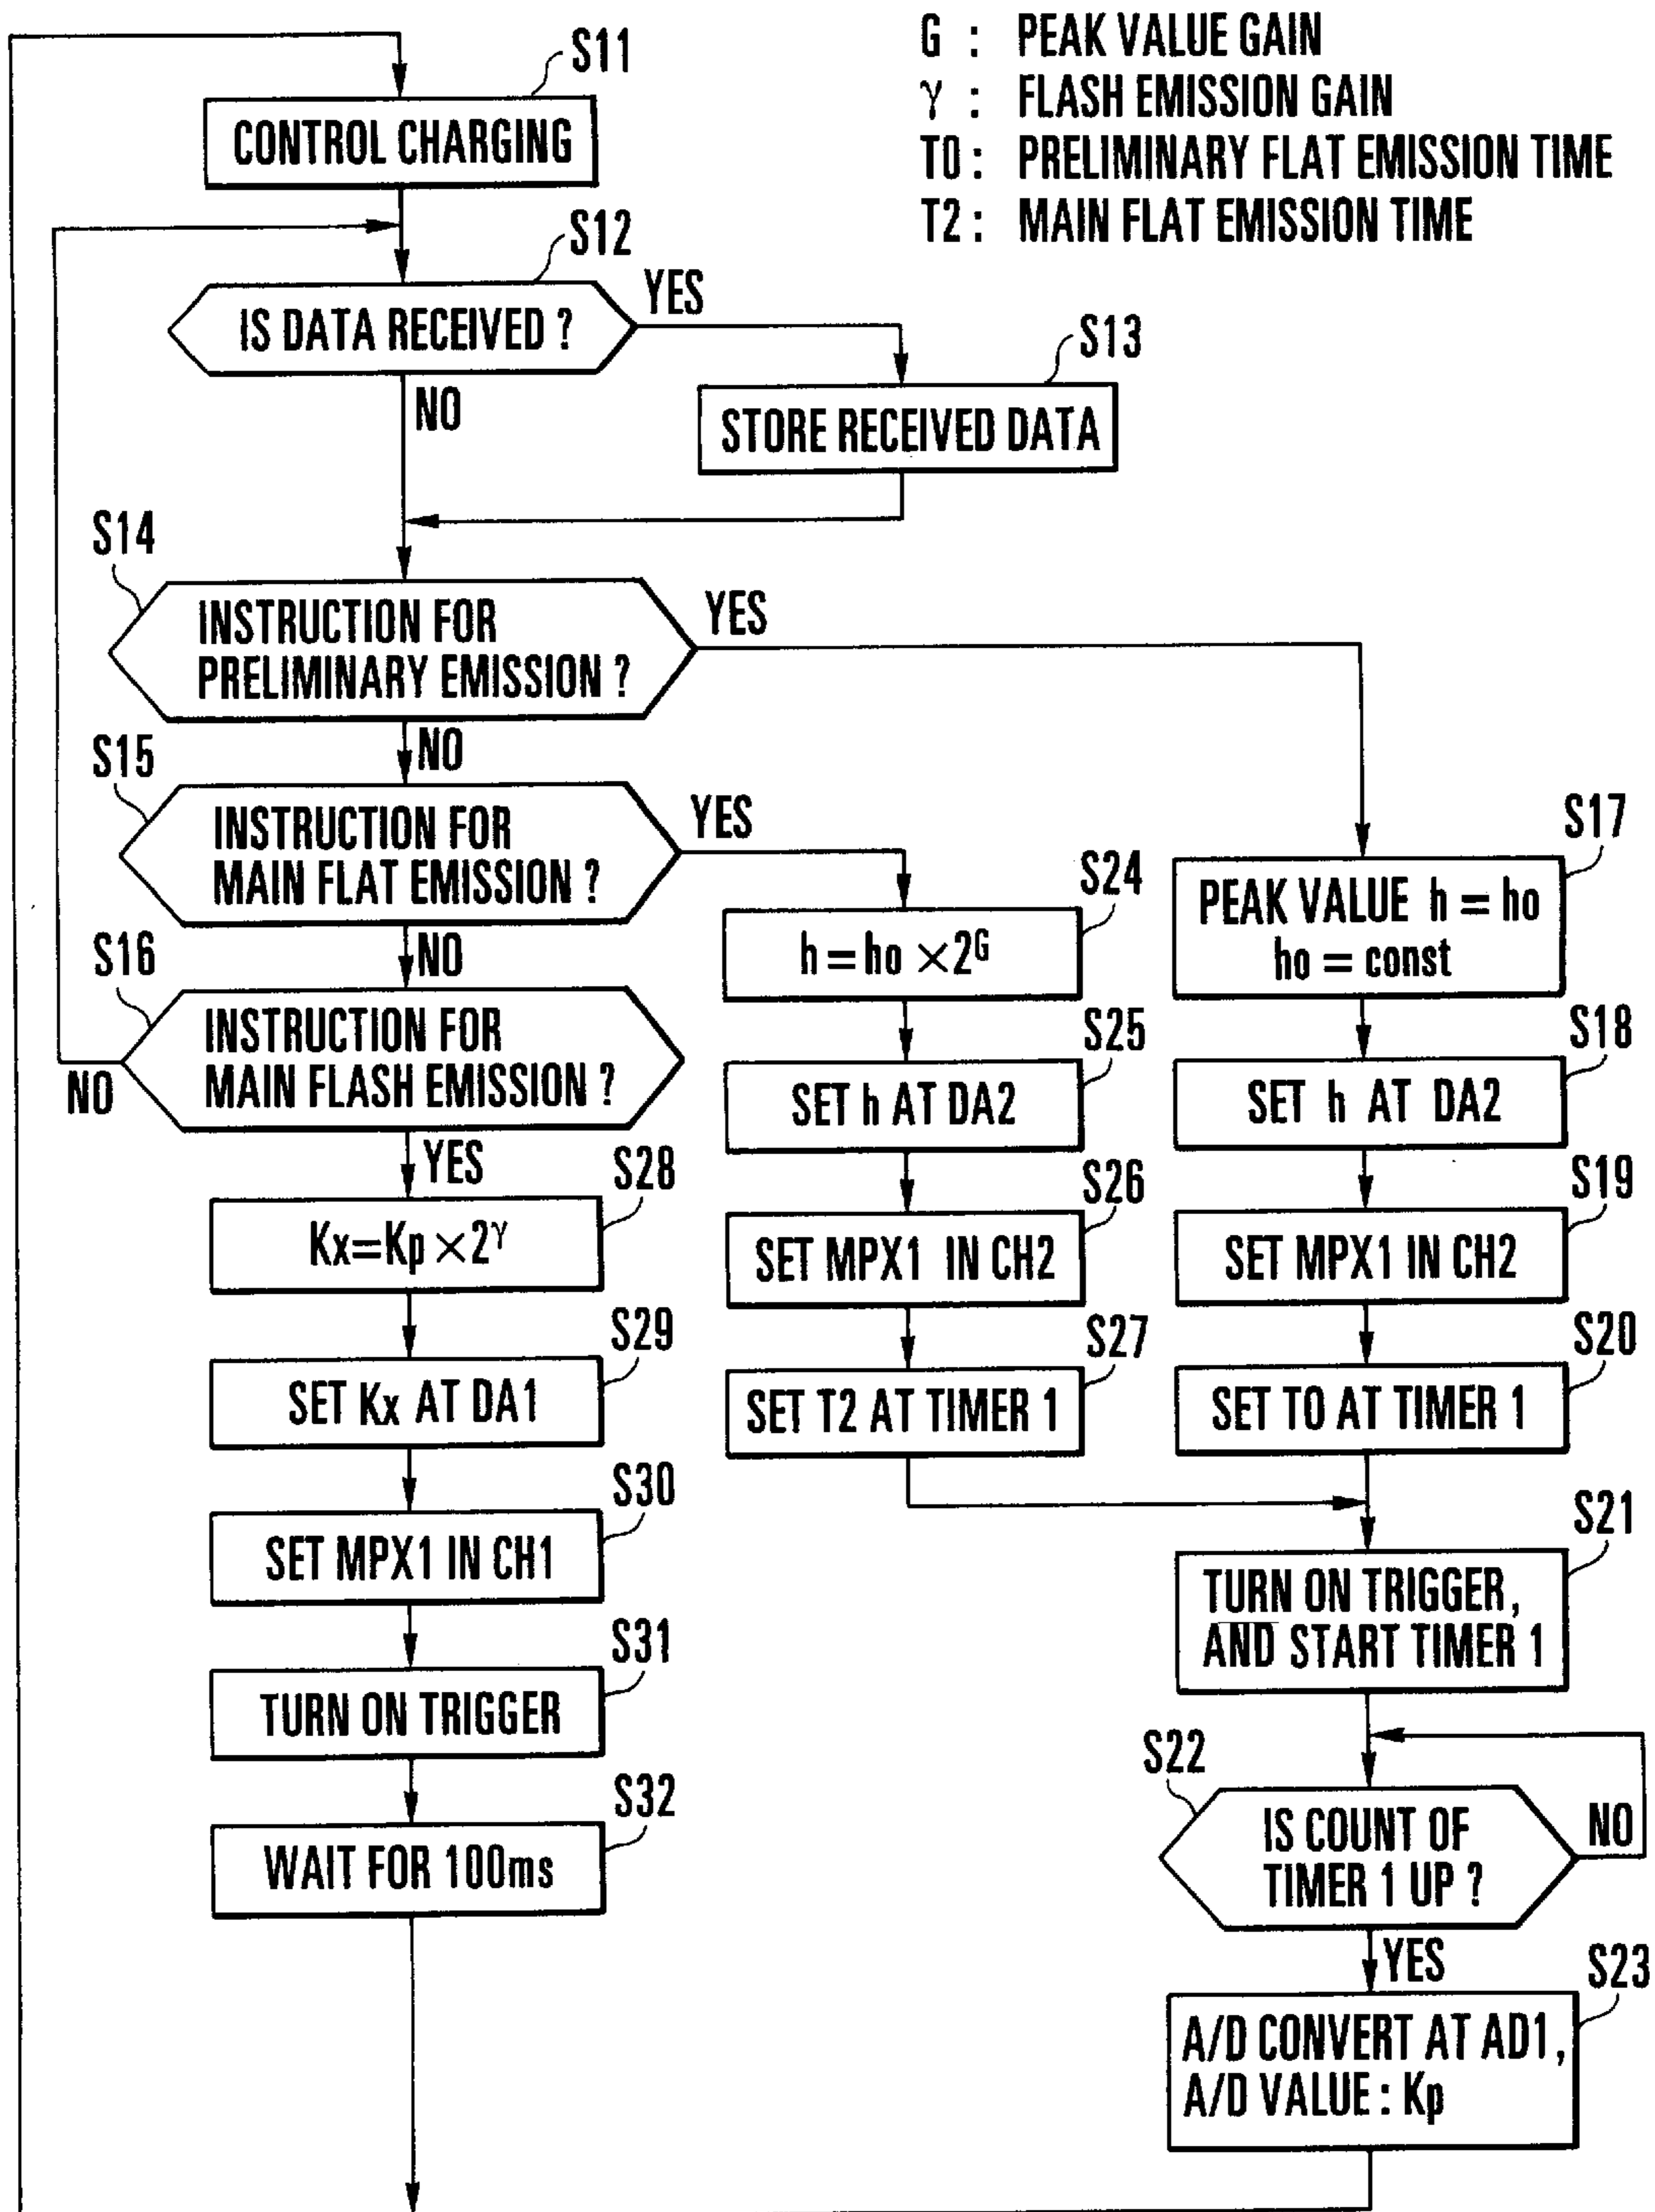 G : PEAK VALUE GAIN
γ : FLASH EMISSION GAIN
T0 : PRELIMINARY FLAT EMISSION TIME
T2 : MAIN FLAT EMISSION TIME
S11
CONTROL CHARGING
S12
IS DATA RECEIVED ?
YES
NO
S13
STORE RECEIVED DATA
S14
INSTRUCTION FOR
PRELIMINARY EMISSION ?
YES
NO
S15
INSTRUCTION FOR
MAIN FLAT EMISSION ?
YES
NO
S16
INSTRUCTION FOR
MAIN FLASH EMISSION ?
NO
YES
S28
Kx=Kp×2^γ
S29
SET Kx AT DA1
S30
SET MPX1 IN CH1
S31
TURN ON TRIGGER
S32
WAIT FOR 100ms
S24
h=ho×2^G
S25
SET h AT DA2
S26
SET MPX1 IN CH2
S27
SET T2 AT TIMER 1
S17
PEAK VALUE h = ho
ho = const
S18
SET h AT DA2
S19
SET MPX1 IN CH2
S20
SET T0 AT TIMER 1
S21
TURN ON TRIGGER,
AND START TIMER 1
S22
IS COUNT OF
TIMER 1 UP ?
NO
YES
S23
A/D CONVERT AT AD1,
A/D VALUE : Kp